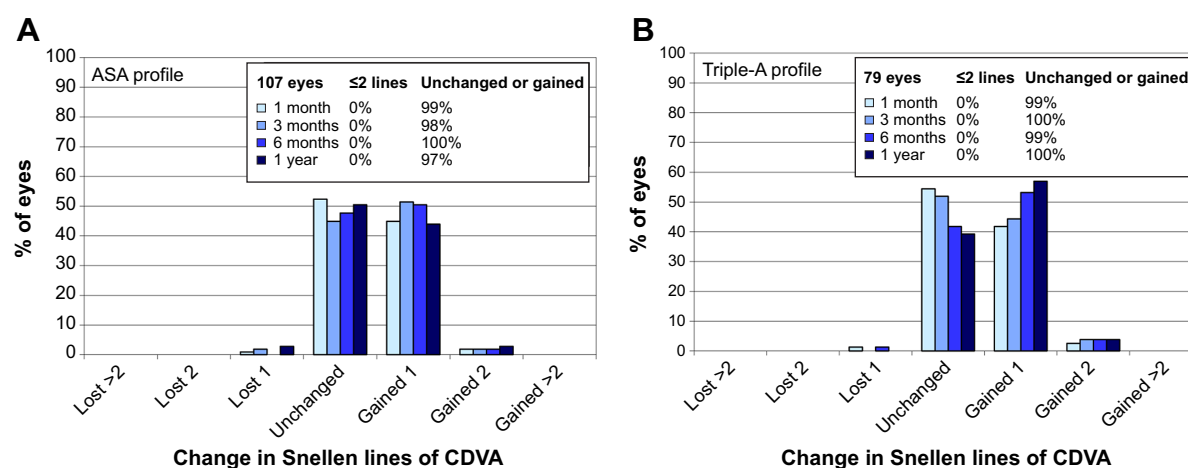 A
100
90
80
70
60
50
40
30
20
10
0
% of eyes
ASA profile
107 eyes ≤2 lines Unchanged or gained
1 month 0% 99%
3 months 0% 98%
6 months 0% 100%
1 year 0% 97%
Lost >2
Lost 2
Lost 1
Unchanged
Gained 1
Gained 2
Gained >2
Change in Snellen lines of CDVA
B
100
90
80
70
60
50
40
30
20
10
0
% of eyes
Triple-A profile
79 eyes ≤2 lines Unchanged or gained
1 month 0% 99%
3 months 0% 100%
6 months 0% 99%
1 year 0% 100%
Lost >2
Lost 2
Lost 1
Unchanged
Gained 1
Gained 2
Gained >2
Change in Snellen lines of CDVA